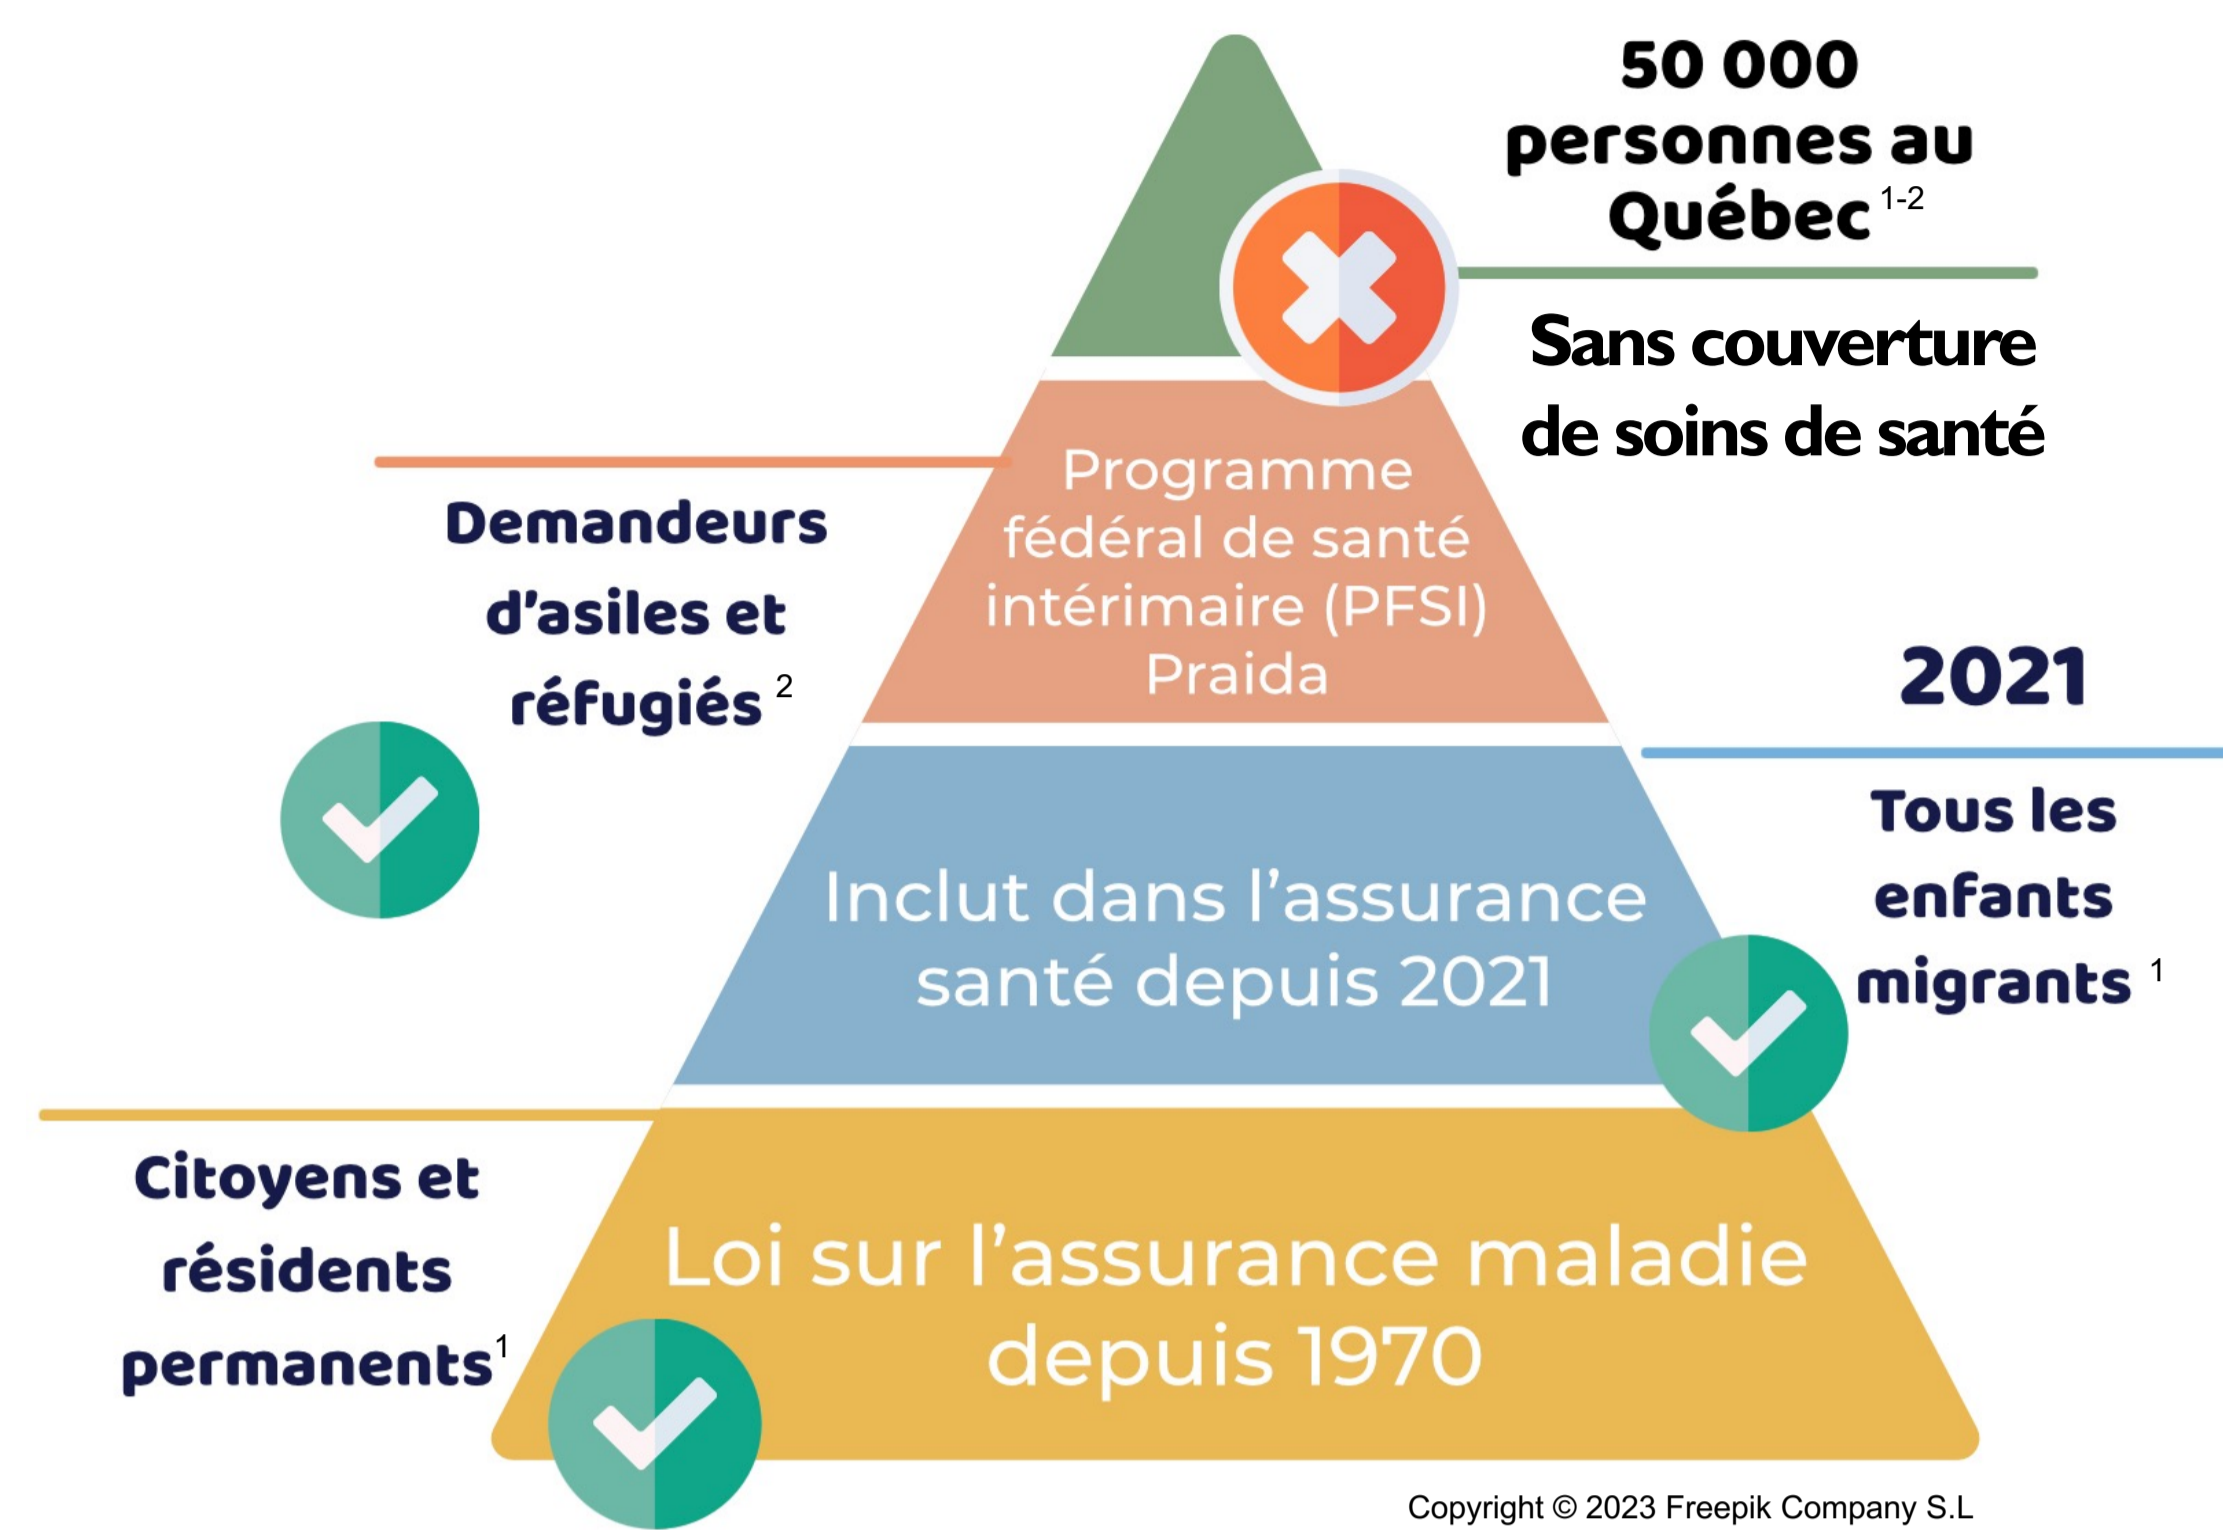 50 000
personnes au
Québec 1-2
Sans couverture
de soins de santé
Programme
fédéral de santé
intérimaire (PFSI)
Praida
Demandeurs
d’asiles et
réfugiés 2
2021
Tous les
enfants
migrants 1
Inclut dans l’assurance
santé depuis 2021
Citoyens et
résidents
permanents1
Loi sur l’assurance maladie
depuis 1970
Copyright © 2023 Freepik Company S.L